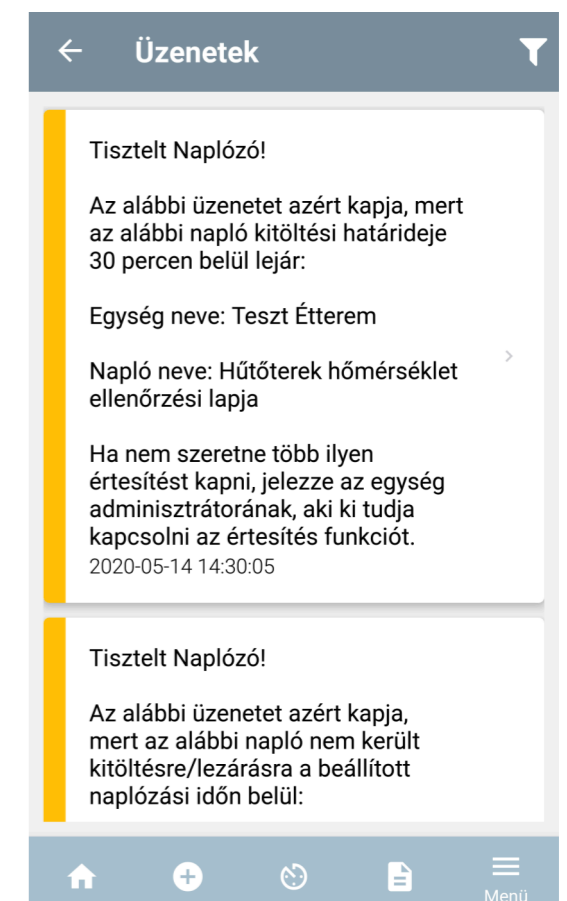 Üzenetek
Tisztelt Naplózó!
Az alábbi üzenetet azért kapja, mert
az alábbi napló kitöltési határideje
30 percen belül lejár:
Egység neve: Teszt Étterem
Napló neve: Hűtőterek hőmérséklet
ellenőrzési lapja
Ha nem szeretne több ilyen
értesítést kapni, jelezze az egység
adminisztrátorának, aki ki tudja
kapcsolni az értesítés funkciót.
2020-05-14 14:30:05
Tisztelt Naplózó!
Az alábbi üzenetet azért kapja,
mert az alábbi napló nem került
kitöltésre/lezárásra a beállított
naplózási időn belül:
Menü